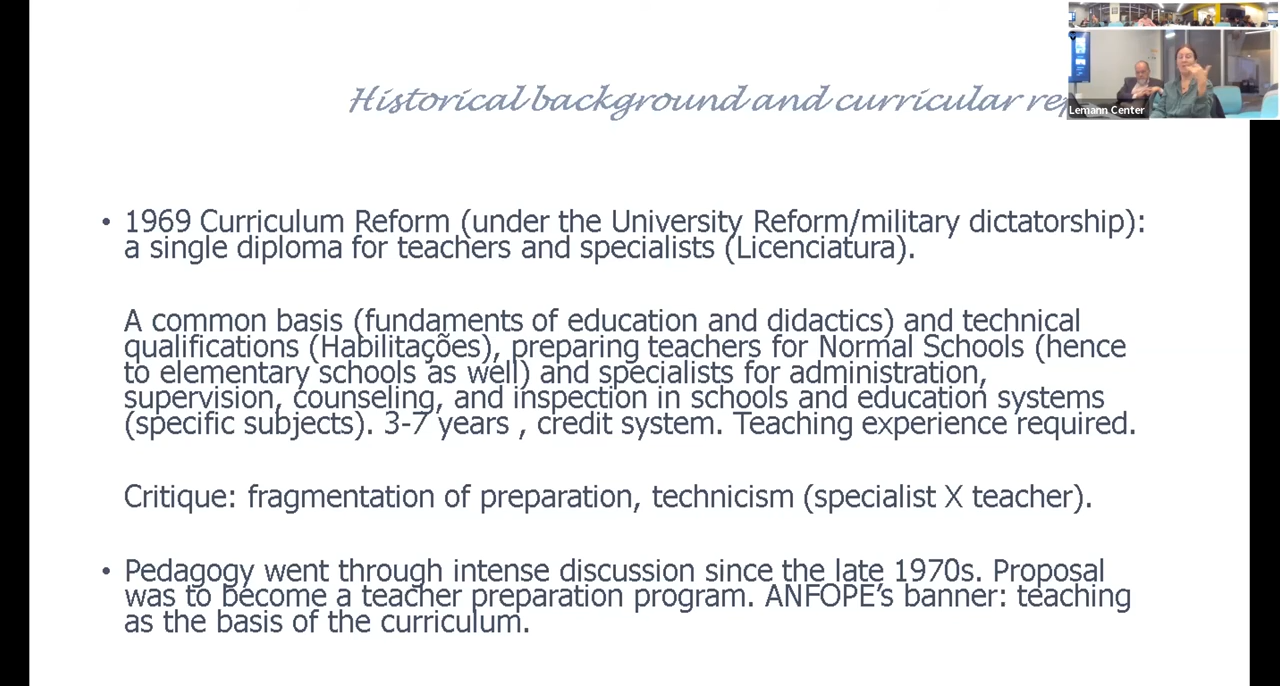 Historical background and curricular
Lemann Center
• 1969 Curriculum Reform (under the University Reform/military dictatorship):
a single diploma for teachers and specialists (Licenciatura).
A common basis (fundaments of education and didactics) and technical
qualifications (Habilitações), preparing teachers for Normal Schools (hence
to elementary schools as well) and specialists for administration,
supervision, counseling, and inspection in schools and education systems
(specific subjects). 3-7 years , credit system. Teaching experience required.
Critique: fragmentation of preparation, technicism (specialist X teacher).
• Pedagogy went through intense discussion since the late 1970s. Proposal
was to become a teacher preparation program. ANFOPE’s banner: teaching
as the basis of the curriculum.